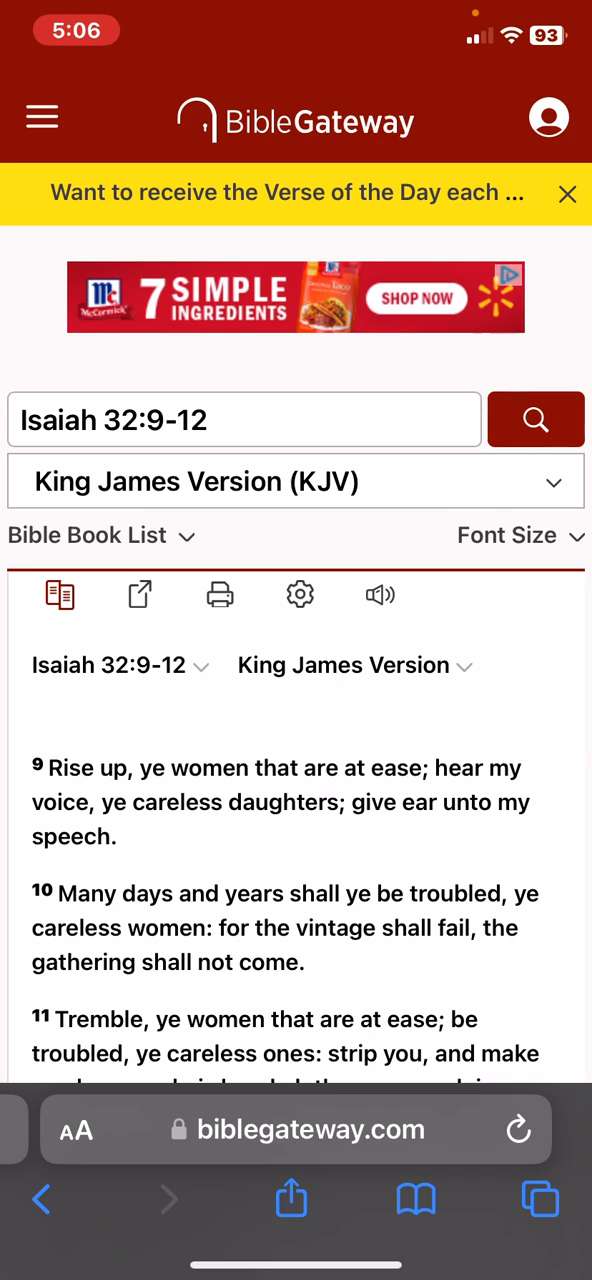 5:06
93
BibleGateway
Want to receive the Verse of the Day each ...
McCormick
7 SIMPLE
INGREDIENTS
SHOP NOW
Isaiah 32:9-12
King James Version (KJV)
Bible Book List
Font Size
Isaiah 32:9-12 King James Version
9 Rise up, ye women that are at ease; hear my
voice, ye careless daughters; give ear unto my
speech.
10 Many days and years shall ye be troubled, ye
careless women: for the vintage shall fail, the
gathering shall not come.
11 Tremble, ye women that are at ease; be
troubled, ye careless ones: strip you, and make
AA
biblegateway.com